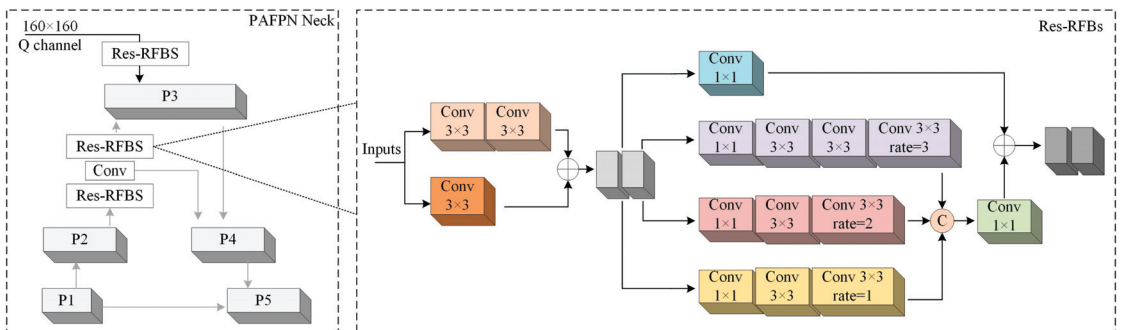 PAFPN Neck
160×160
Q channel
Res-RFBS
P3
Res-RFBS
Conv
Res-RFBS
P2
P4
P1
P5
Res-RFBs
Inputs
Conv
3×3
Conv
3×3
Conv
3×3
Conv
1×1
Conv
1×1
Conv
3×3
Conv
3×3
Conv 3×3
rate=3
Conv
1×1
Conv
3×3
Conv 3×3
rate=2
C
Conv
1×1
Conv
1×1
Conv
3×3
Conv 3×3
rate=1